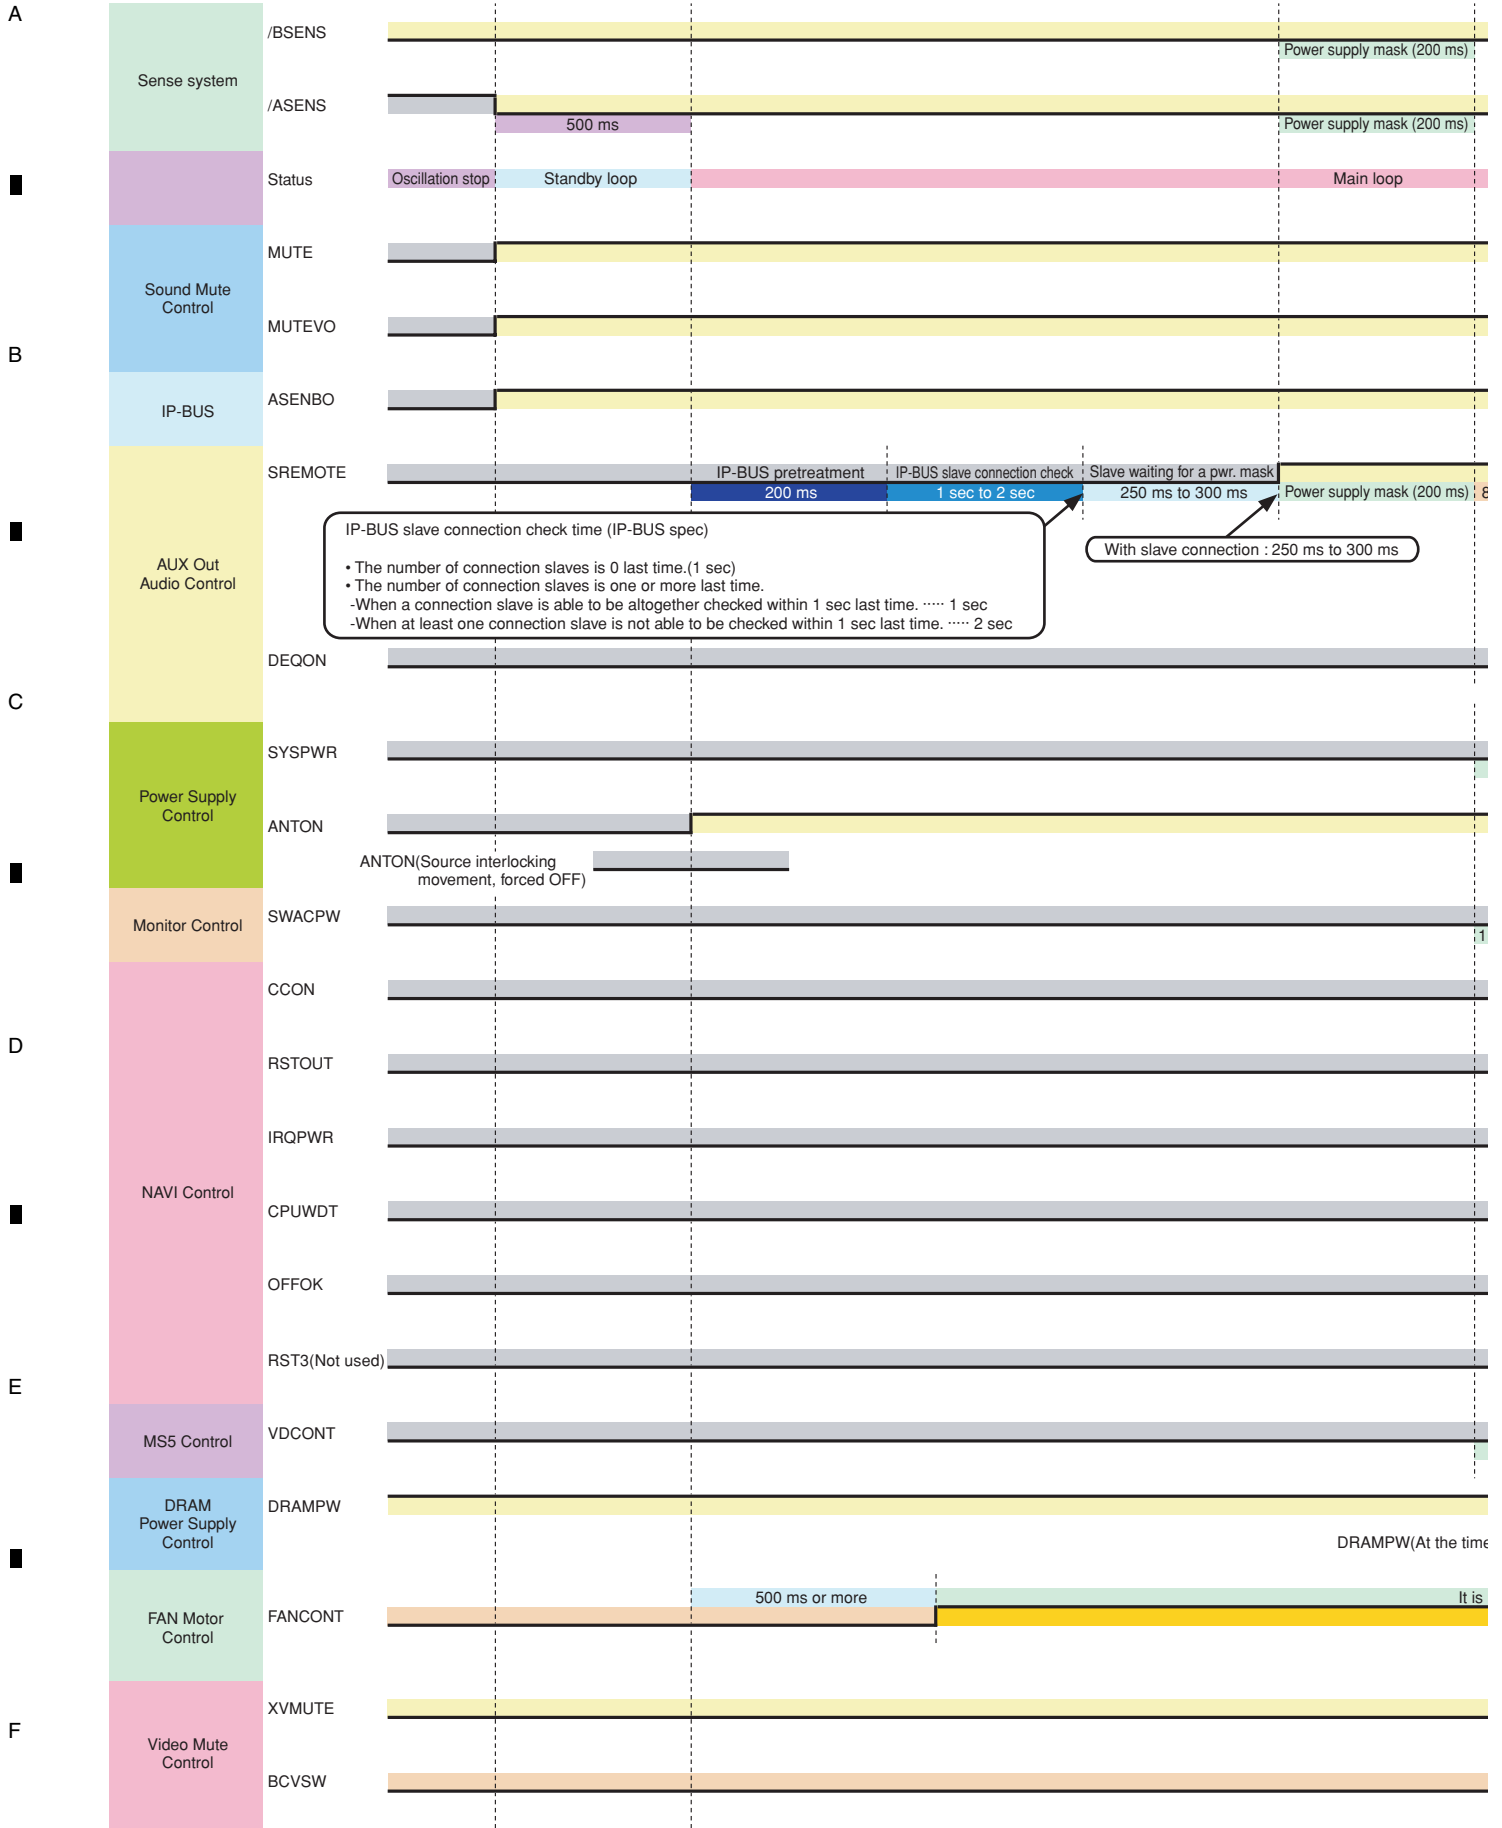 A
/BSENS
Power supply mask (200 ms)
Sense system
/ASENS
500 ms
Power supply mask (200 ms)
Status
Oscillation stop
Standby loop
Main loop
MUTE
Sound Mute
Control
MUTEVO
B
IP-BUS
ASENBO
SREMOTE
IP-BUS pretreatment
IP-BUS slave connection check
Slave waiting for a pwr. mask
200 ms
1 sec to 2 sec
250 ms to 300 ms
Power supply mask (200 ms)
8
IP-BUS slave connection check time (IP-BUS spec)
With slave connection : 250 ms to 300 ms
• The number of connection slaves is 0 last time.(1 sec)
• The number of connection slaves is one or more last time.
-When a connection slave is able to be altogether checked within 1 sec last time. ····· 1 sec
-When at least one connection slave is not able to be checked within 1 sec last time. ····· 2 sec
AUX Out
Audio Control
DEQON
C
SYSPWR
Power Supply
Control
ANTON
ANTON(Source interlocking
movement, forced OFF)
Monitor Control
SWACPW
1
CCON
D
RSTOUT
IRQPWR
NAVI Control
CPUWDT
OFFOK
RST3(Not used)
E
MS5 Control
VDCONT
DRAM
Power Supply
Control
DRAMPW
DRAMPW(At the time
500 ms or more
It is
FAN Motor
Control
FANCONT
XVMUTE
F
Video Mute
Control
BCVSW